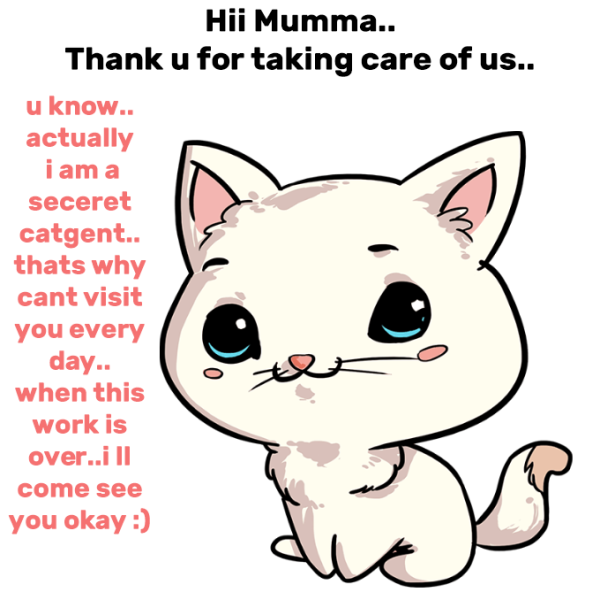 Hii Mumma..
Thank u for taking care of us..
u know..
actually
i am a
seceret
catgent..
thats why
cant visit
you every
day..
when this
work is
over..i ll
come see
you okay :)